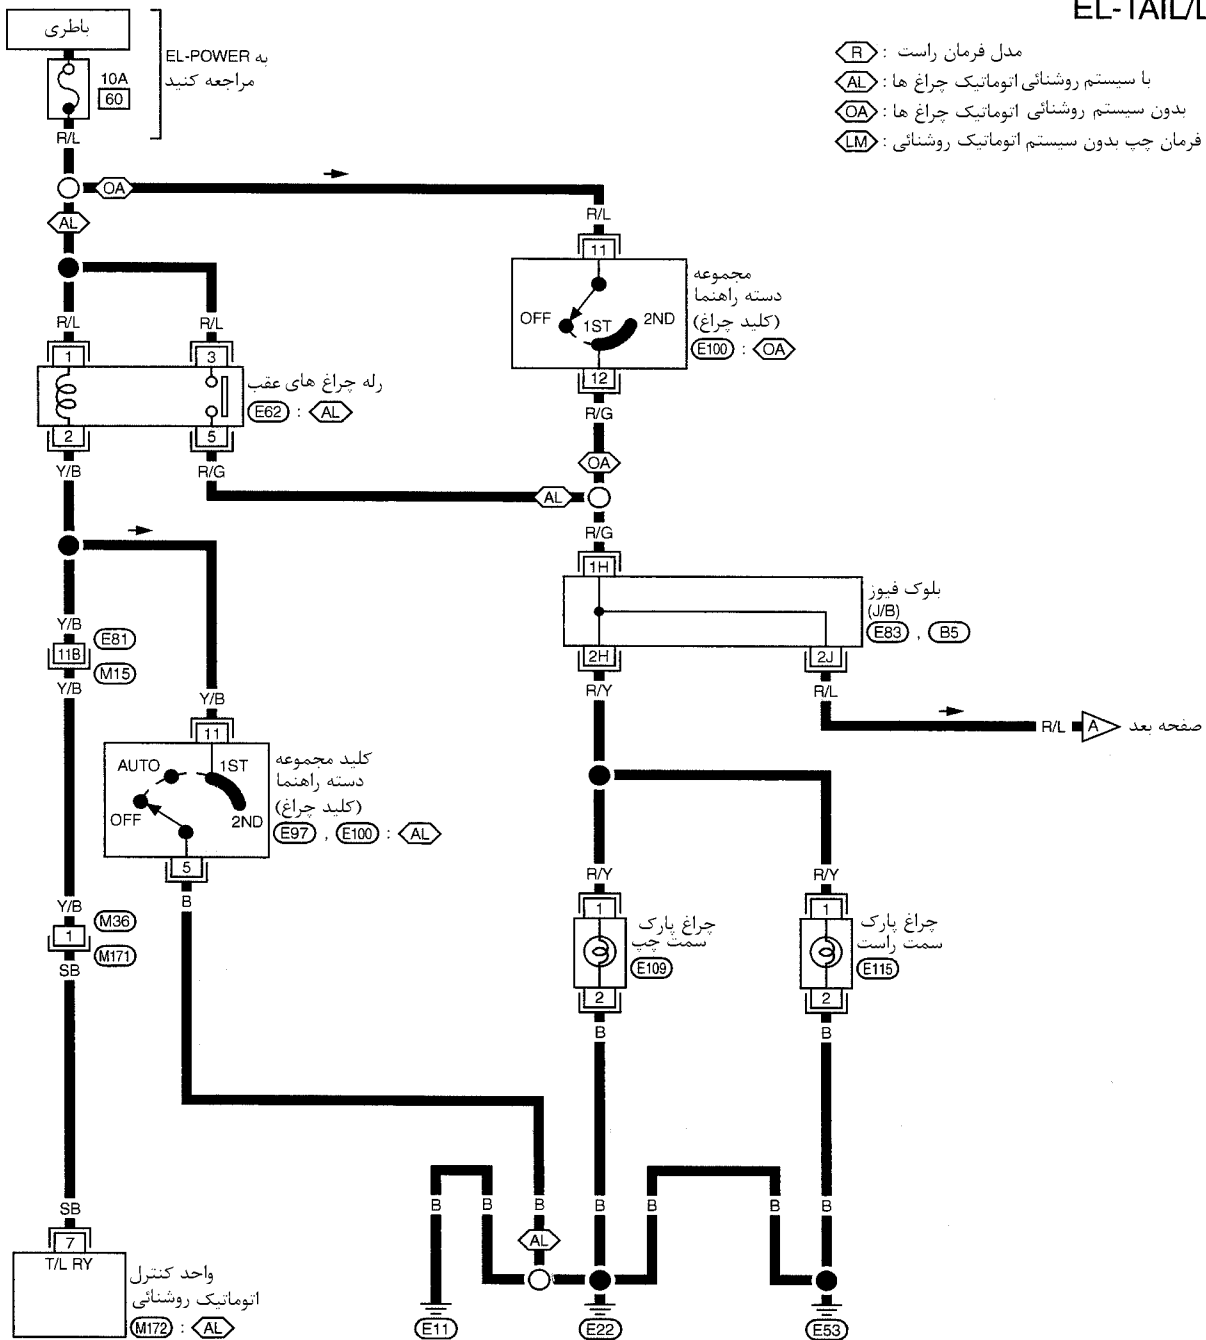 EL-TAIL/L
باطری
به EL-POWER
مراجعه کنید
10A
60
R : مدل فرمان راست
AL : با سیستم روشنائی اتوماتیک چراغ ها
OA : بدون سیستم روشنائی اتوماتیک چراغ ها
LM : فرمان چپ بدون سیستم اتوماتیک روشنائی
R/L
OA
AL
R/L
11
مجموعه
دسته راهنما
(کلید چراغ)
E100 : OA
OFF
1ST
2ND
12
R/L
R/L
1
3
رله چراغ های عقب
E62 : AL
2
5
R/G
Y/B
R/G
OA
AL
R/G
1H
بلوک فیوز
(J/B)
E83 , B5
2H
2J
Y/B
E81
11B
M15
Y/B
Y/B
R/Y
R/L
R/L
A
صفحه بعد
11
AUTO
1ST
OFF
2ND
کلید مجموعه
دسته راهنما
(کلید چراغ)
E97 , E100 : AL
5
B
R/Y
R/Y
Y/B
M36
1
M171
SB
1
چراغ پارک
سمت چپ
E109
2
1
چراغ پارک
سمت راست
E115
2
B
B
SB
B
B
B
B
B
B
B
7
T/L RY
واحد کنترل
اتوماتیک روشنائی
M172 : AL
AL
E11
E22
E53